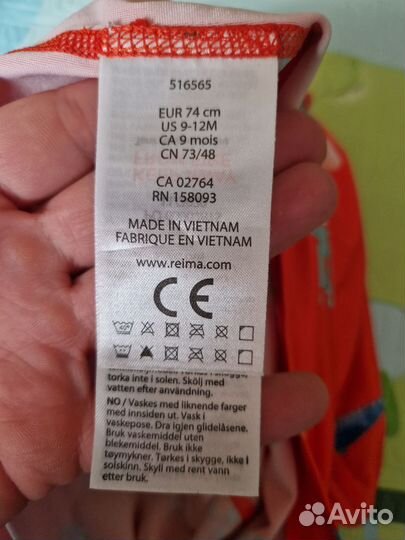 516565
EUR 74 cm
US 9-12M
CA 9 mois
CN 73/48
CA 02764
RN 158093
MADE IN VIETNAM
FABRIQUE EN VIETNAM
www.reima.com
CE
40
torka inte i solen. Skölj med
vatten efter användning.
NO / Vaskes med liknende farger
med innsiden ut. Vask i
vaskepose. Dra igjen glidelåsene.
Bruk vaskemiddel uten
blekemiddel. Bruk ikke
tøymykner. Tørkes i skygge, ikke i
solskinn. Skyll med rent vann
etter bruk.
Avito